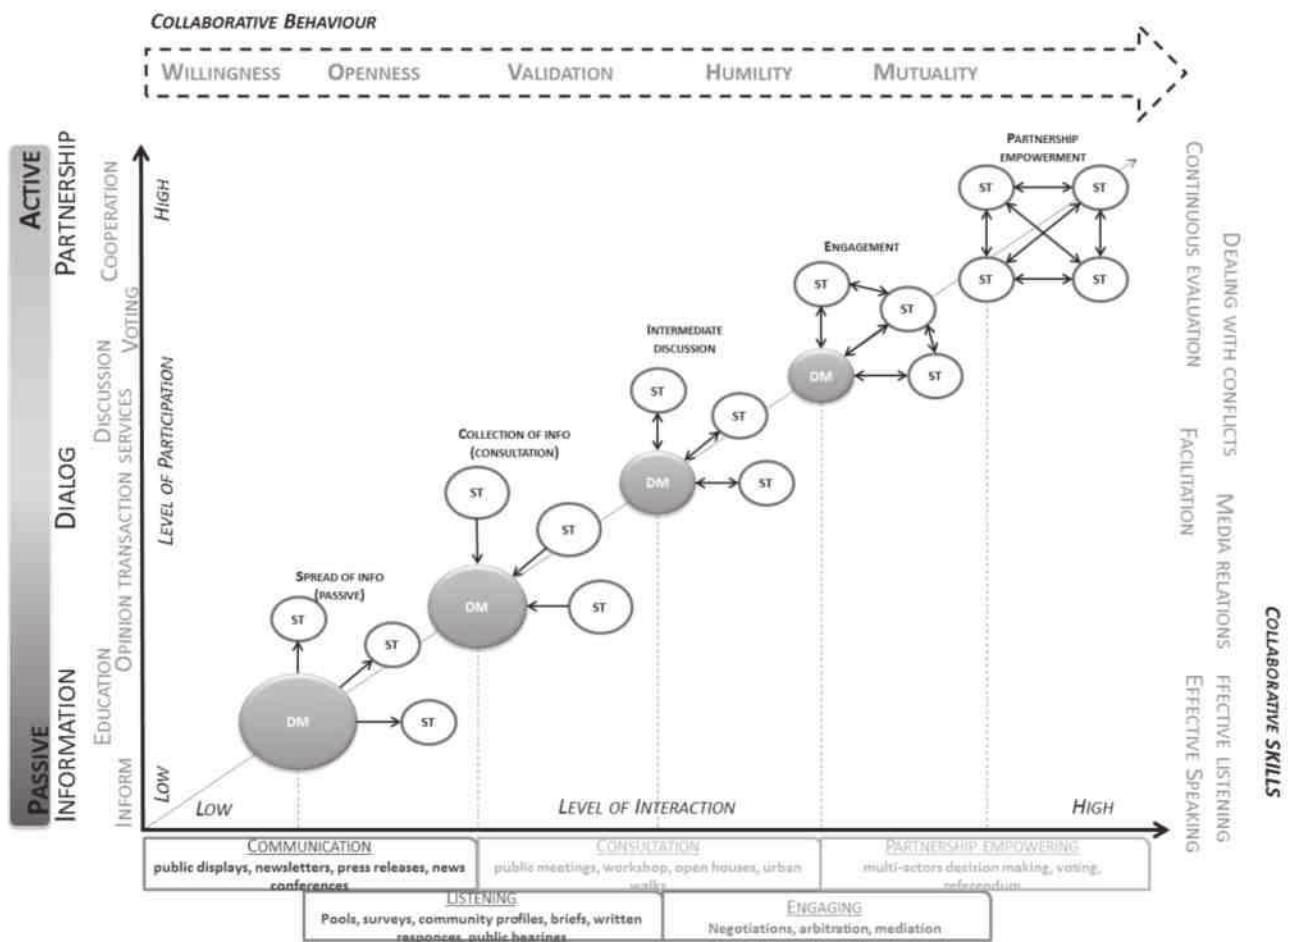 COLLABORATIVE BEHAVIOUR
WILLINGNESS OPENNESS VALIDATION HUMILITY MUTUALITY
ACTIVE
PASSIVE
PARTNERSHIP
DIALOG
INFORMATION
COOPERATION
VOTING
DISCUSSION
OPINION TRANSACTION SERVICES
EDUCATION
INFORM
HIGH
LEVEL OF PARTICIPATION
LOW
PARTNERSHIP
EMPOWERMENT
ST ST
ST ST
ENGAGEMENT
ST
ST
DM ST
INTERMEDIATE
DISCUSSION
ST
ST
DM ST
COLLECTION OF INFO
(CONSULTATION)
ST
ST
DM ST
SPREAD OF INFO
(PASSIVE)
ST
ST
DM ST
LOW LEVEL OF INTERACTION HIGH
CONTINUOUS EVALUATION
DEALING WITH CONFLICTS
FACILITATION
MEDIA RELATIONS
EFFECTIVE SPEAKING
FFECTIVE LISTENING
COLLABORATIVE SKILLS
COMMUNICATION
public displays, newsletters, press releases, news
conferences
CONSULTATION
public meetings, workshop, open houses, urban
walks
PARTNERSHIP EMPOWERING
multi-actors decision making, voting,
referendum
LISTENING
Pools, surveys, community profiles, briefs, written
responces, public hearings
ENGAGING
Negotiations, arbitration, mediation